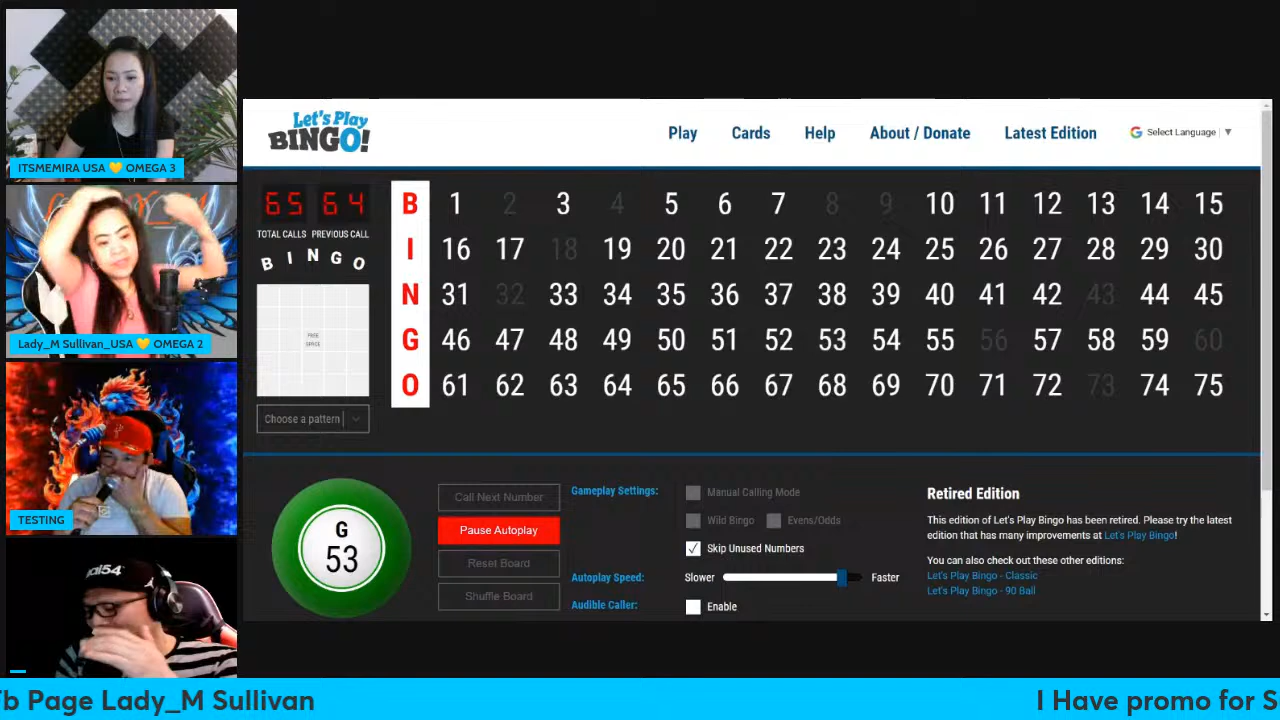 ITSMEMIRA USA 💛 OMEGA 3
Lady_M Sullivan_USA 💛 OMEGA 2
TESTING
Let's Play
BINGO!
Play Cards Help About / Donate Latest Edition Select Language ▼
65 64
TOTAL CALLS PREVIOUS CALL
B I N G O
FREE
SPACE
Choose a pattern
B 1 2 3 4 5 6 7 8 9 10 11 12 13 14 15
I 16 17 18 19 20 21 22 23 24 25 26 27 28 29 30
N 31 32 33 34 35 36 37 38 39 40 41 42 43 44 45
G 46 47 48 49 50 51 52 53 54 55 56 57 58 59 60
O 61 62 63 64 65 66 67 68 69 70 71 72 73 74 75
G
53
Call Next Number
Pause Autoplay
Reset Board
Shuffle Board
Gameplay Settings:
Manual Calling Mode
Wild Bingo Evens/Odds
Skip Unused Numbers
Autoplay Speed: Slower Faster
Audible Caller: Enable
Retired Edition
This edition of Let's Play Bingo has been retired. Please try the latest
edition that has many improvements at Let's Play Bingo!
You can also check out these other editions:
Let's Play Bingo - Classic
Let's Play Bingo - 90 Ball
Page Lady_M Sullivan
I Have promo for